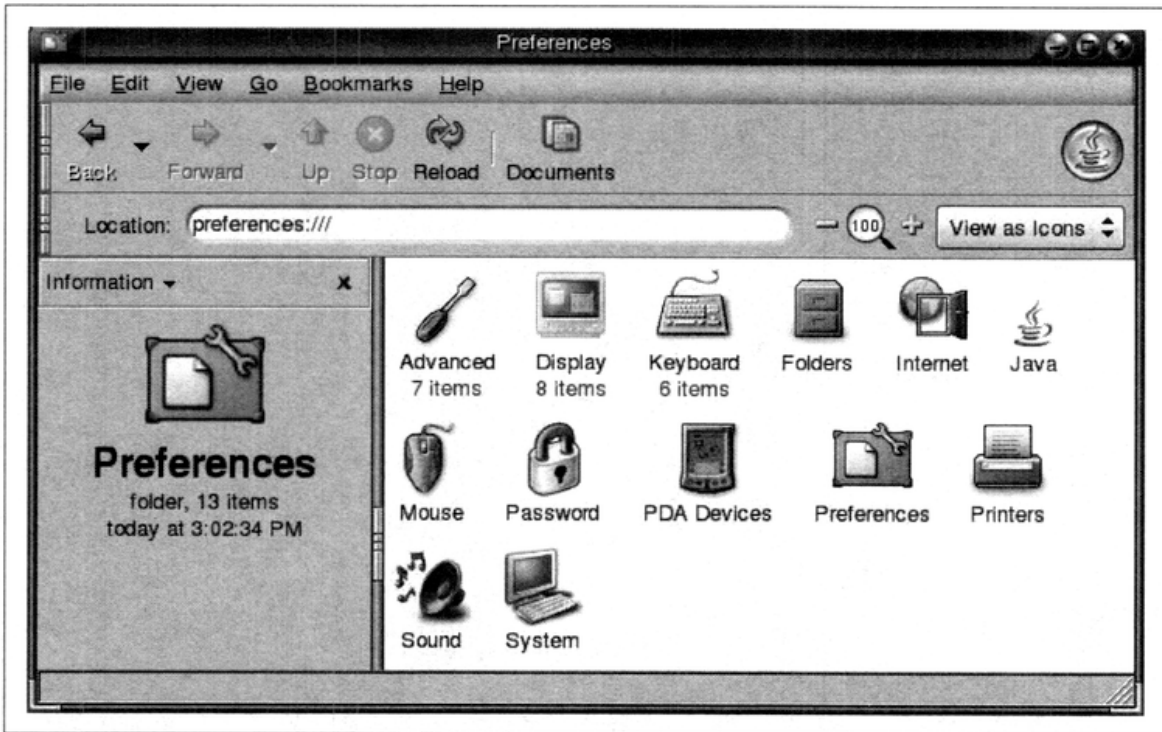 Preferences
File Edit View Go Bookmarks Help
Back Forward Up Stop Reload Documents
Location: preferences:/// 100 View as Icons
Information
Preferences
folder, 13 items
today at 3:02:34 PM
Advanced Display Keyboard Folders Internet Java
7 items 8 items 6 items
Mouse Password PDA Devices Preferences Printers
Sound System